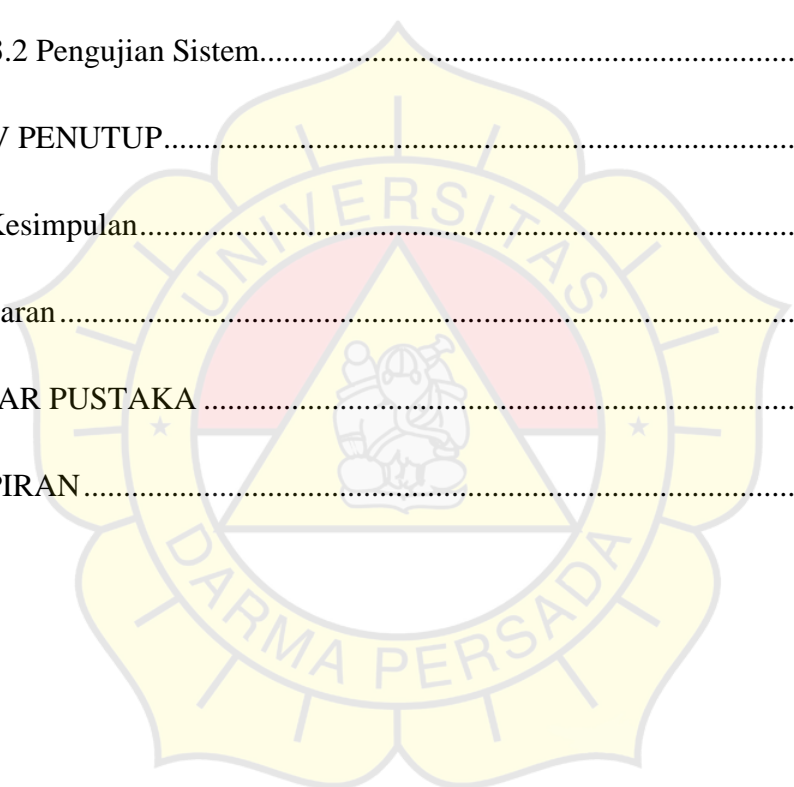 3.2 Pengujian Sistem....................................................................
V PENUTUP................................................................................
Kesimpulan...................................................................................
aran..............................................................................................
AR PUSTAKA ...........................................................................
PIRAN...........................................................................................
UNIVERSITAS
DARMA PERSADA